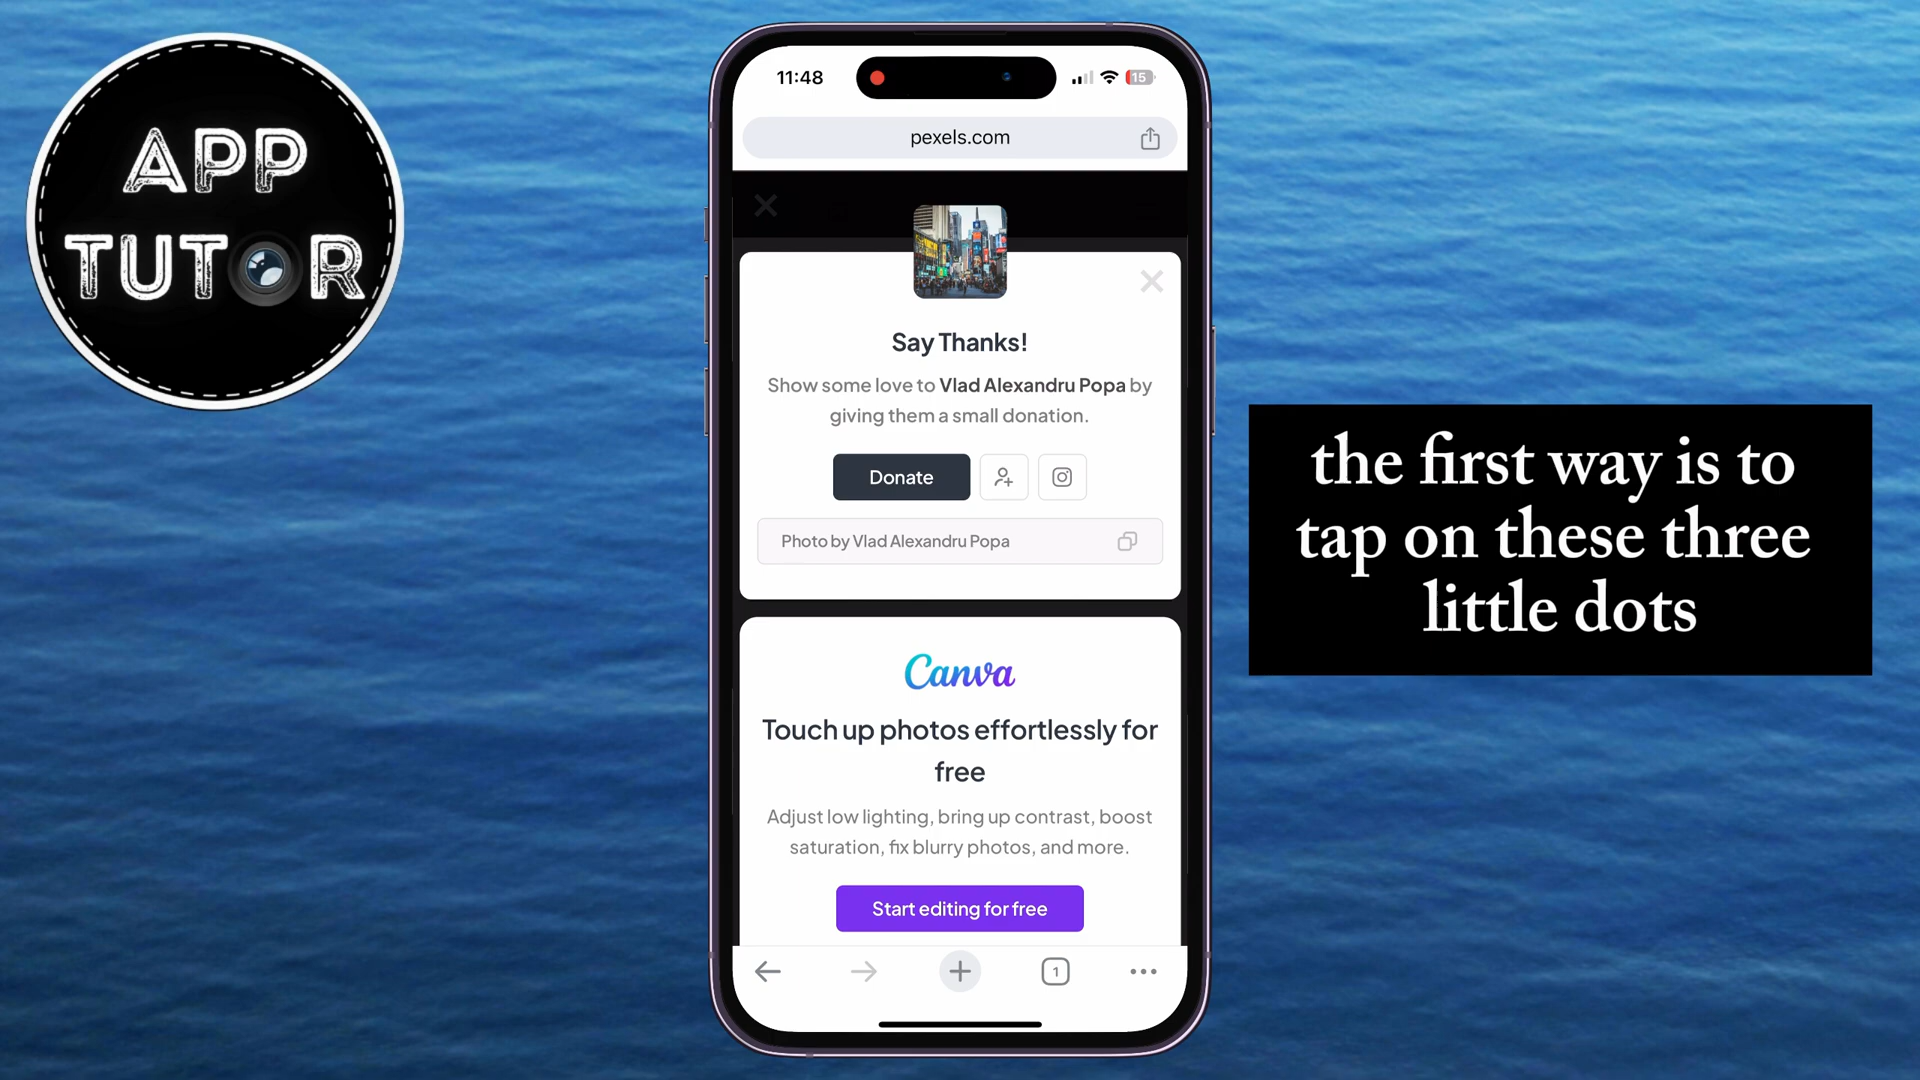 APP
TUTOR
11:48
15
pexels.com
Say Thanks!
Show some love to Vlad Alexandru Popa by
giving them a small donation.
Donate
Photo by Vlad Alexandru Popa
Canva
Touch up photos effortlessly for
free
Adjust low lighting, bring up contrast, boost
saturation, fix blurry photos, and more.
Start editing for free
1
the first way is to
tap on these three
little dots